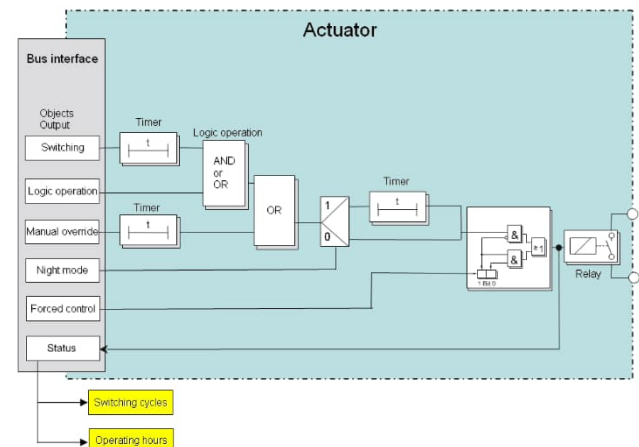 Actuator
Bus interface
Objects
Output
Switching
Logic operation
Manual override
Night mode
Forced control
Status
Timer
t
Logic operation
AND
or
OR
Timer
t
OR
1
0
Timer
t
&
&
≥1
Relay
Switching cycles
Operating hours